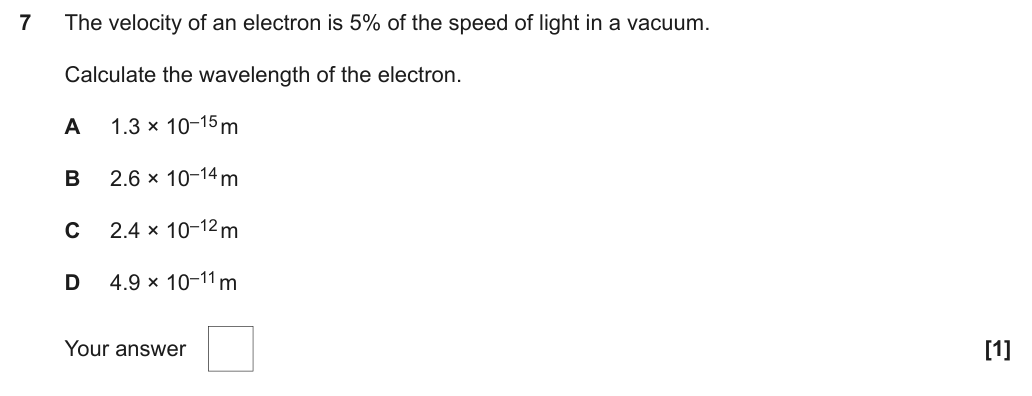 7 The velocity of an electron is 5% of the speed of light in a vacuum.
Calculate the wavelength of the electron.
A 1.3 × 10⁻¹⁵ m
B 2.6 × 10⁻¹⁴ m
C 2.4 × 10⁻¹² m
D 4.9 × 10⁻¹¹ m
Your answer [1]